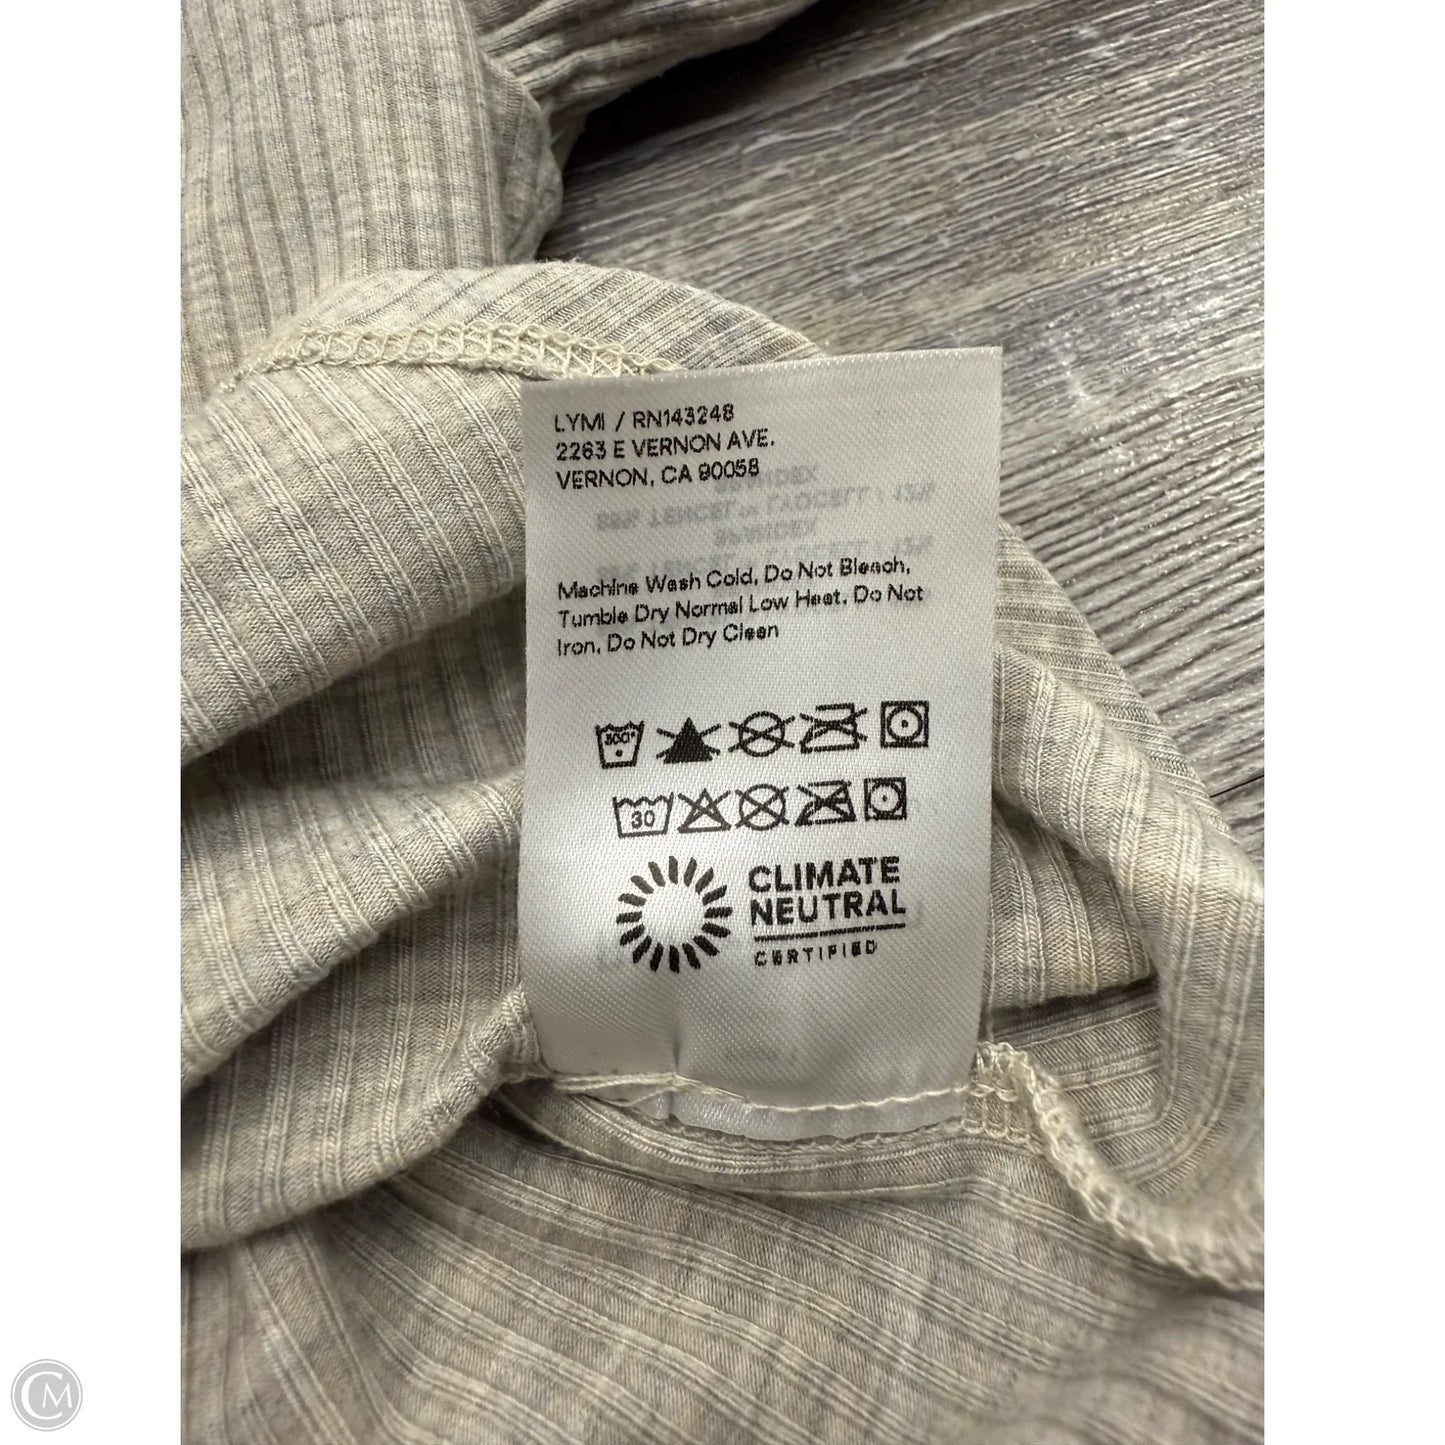 LYMI / RN143248
2263 E VERNON AVE.
VERNON, CA 90058
Machine Wash Cold, Do Not Bleach,
Tumble Dry Normal Low Heat, Do Not
Iron, Do Not Dry Clean
30
CLIMATE
NEUTRAL
CERTIFIED
CM